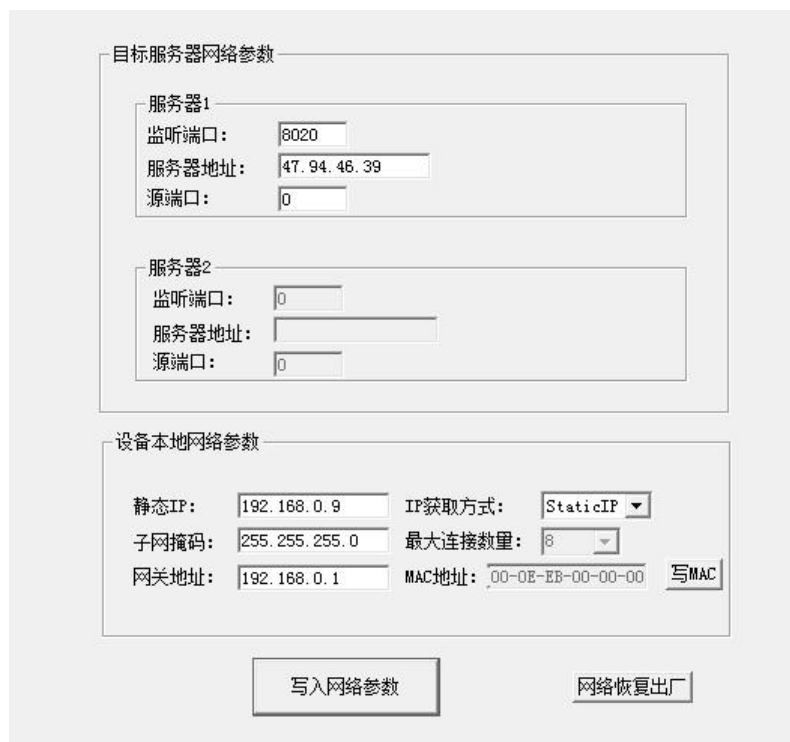 目标服务器网络参数
服务器1
监听端口： 8020
服务器地址： 47.94.46.39
源端口： 0
服务器2
监听端口： 0
服务器地址：
源端口： 0
设备本地网络参数
静态IP： 192.168.0.9 IP获取方式： StaticIP
子网掩码： 255.255.255.0 最大连接数量： 8
网关地址： 192.168.0.1 MAC地址： 00-0E-EB-00-00-00 写MAC
写入网络参数 网络恢复出厂